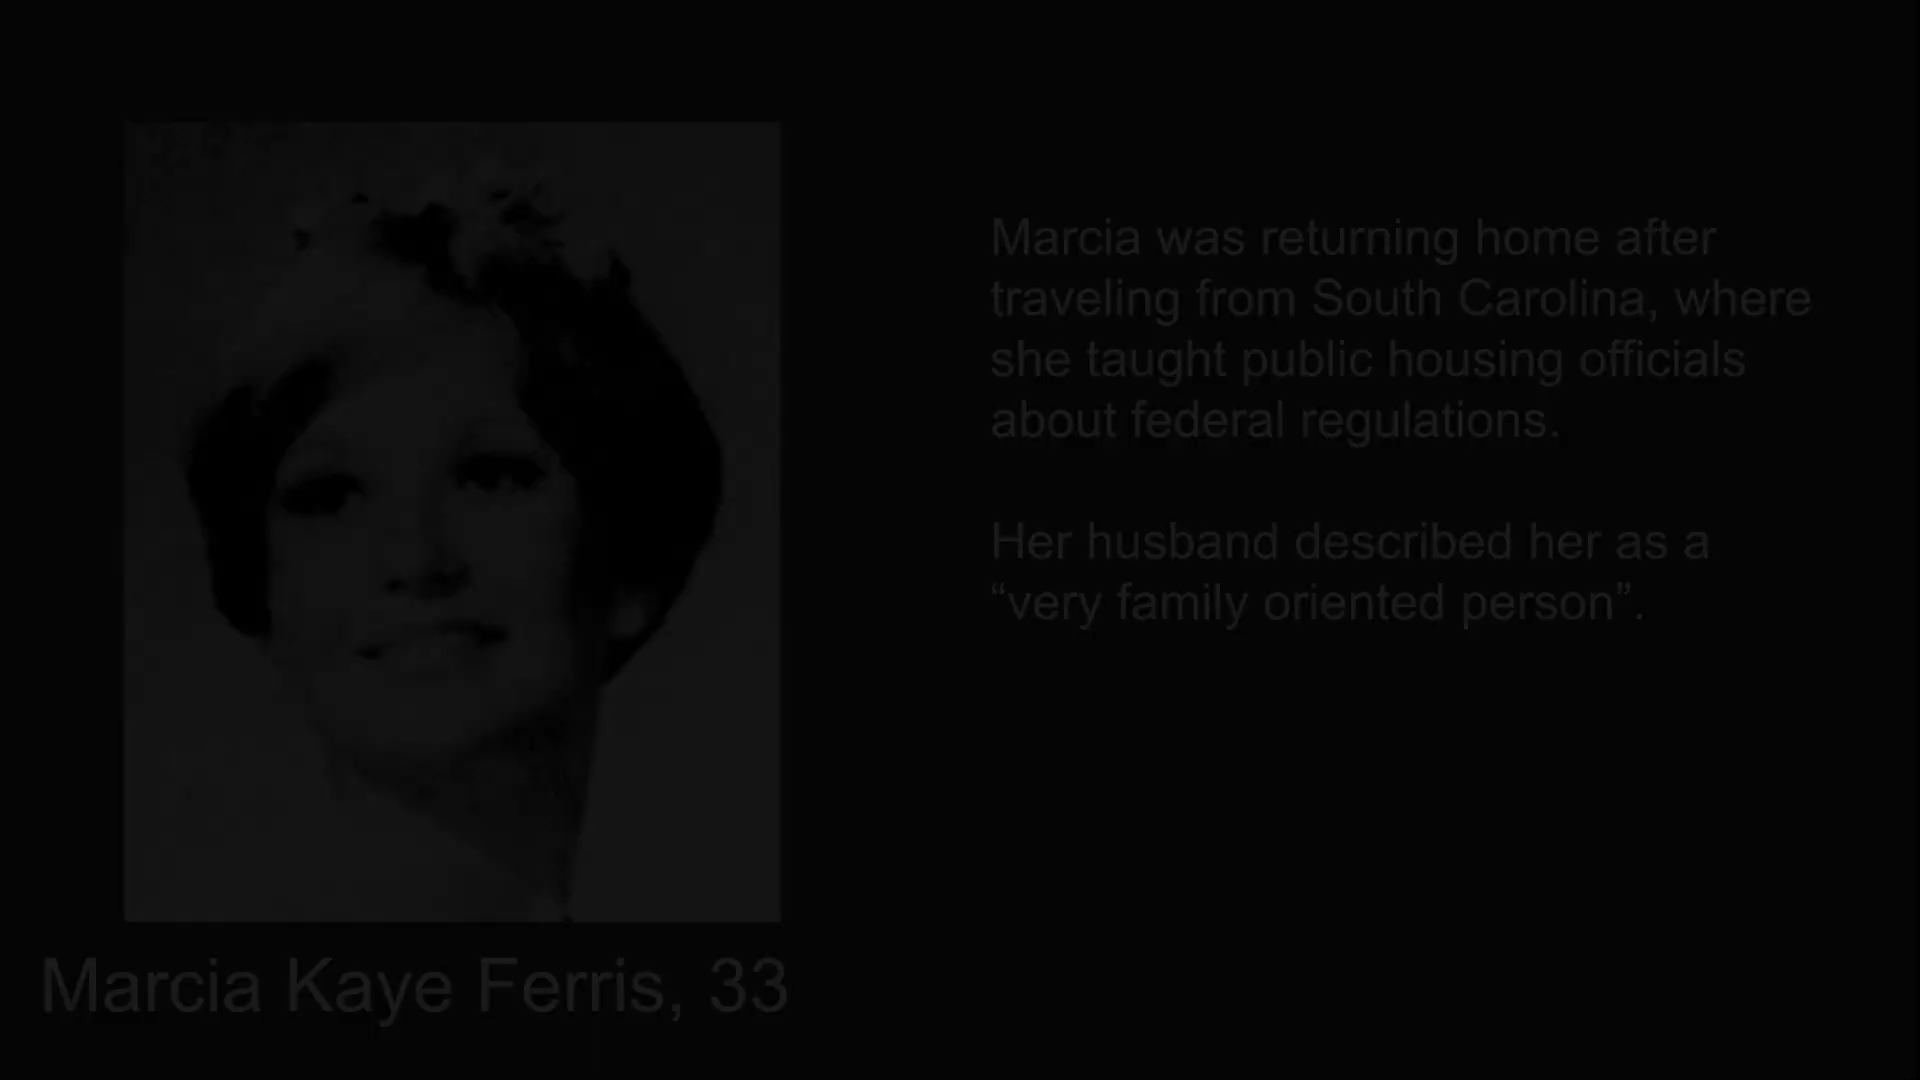 Marcia was returning home after
traveling from South Carolina, where
she taught public housing officials
about federal regulations.
Her husband described her as a
“very family oriented person”.
Marcia Kaye Ferris, 33